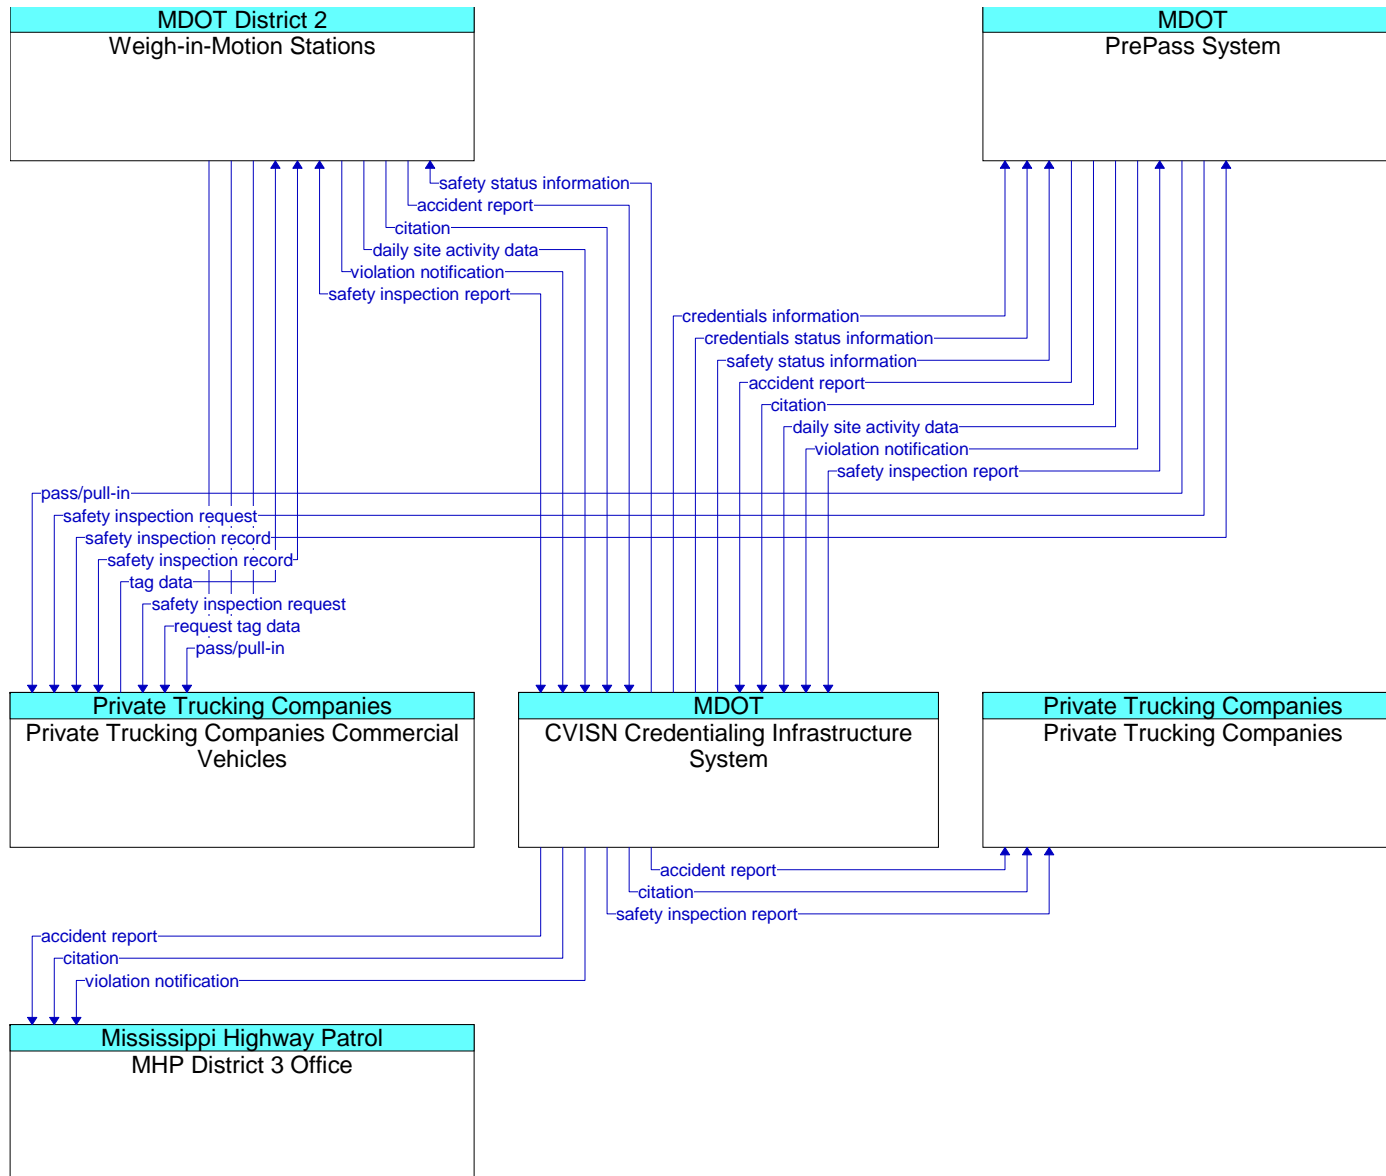 MDOT District 2
Weigh-in-Motion Stations
MDOT
PrePass System
safety status information
accident report
citation
daily site activity data
violation notification
safety inspection report
credentials information
credentials status information
safety status information
accident report
citation
daily site activity data
violation notification
safety inspection report
pass/pull-in
safety inspection request
safety inspection record
safety inspection record
tag data
safety inspection request
request tag data
pass/pull-in
Private Trucking Companies
Private Trucking Companies Commercial
Vehicles
MDOT
CVISN Credentialing Infrastructure
System
Private Trucking Companies
Private Trucking Companies
accident report
citation
safety inspection report
accident report
citation
violation notification
Mississippi Highway Patrol
MHP District 3 Office